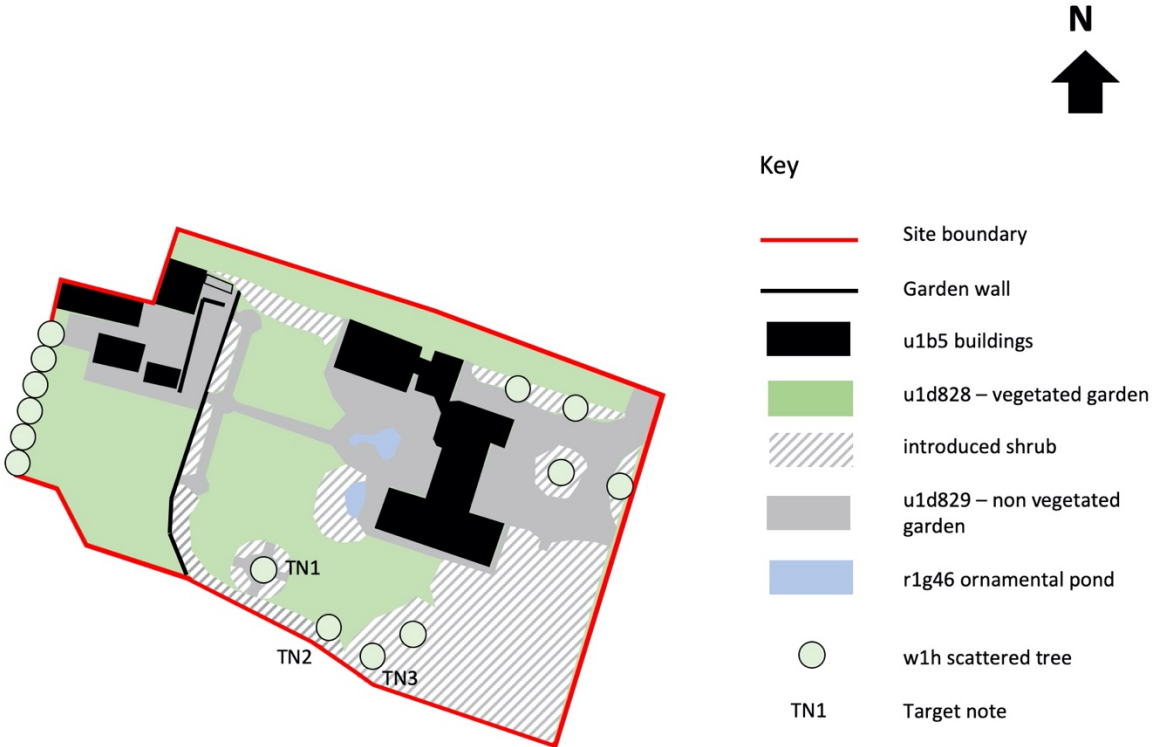 N
Key
Site boundary
Garden wall
u1b5 buildings
u1d828 – vegetated garden
introduced shrub
u1d829 – non vegetated
garden
r1g46 ornamental pond
w1h scattered tree
TN1 Target note
TN1
TN2
TN3